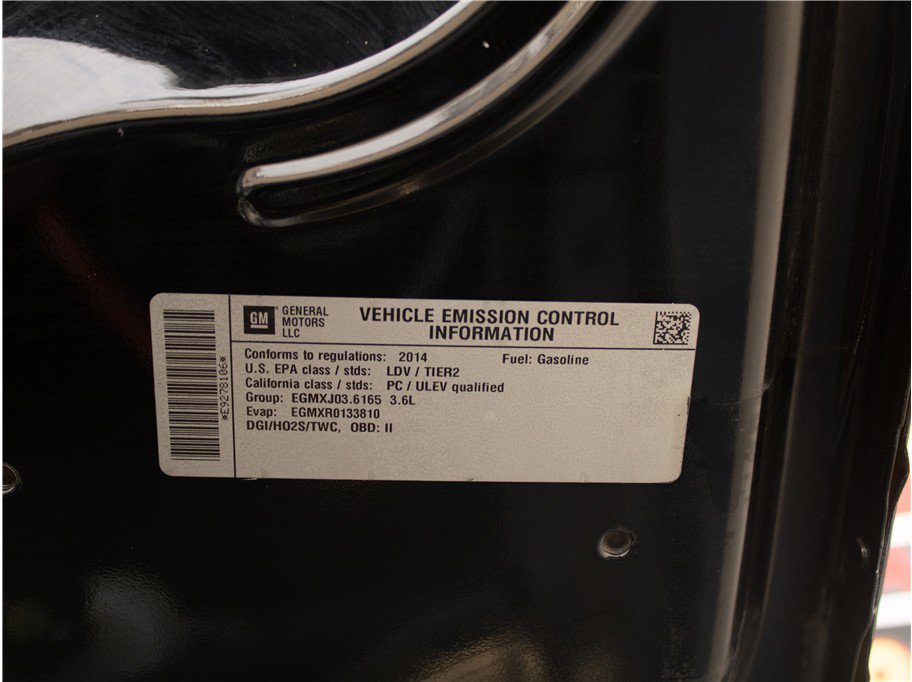 GM GENERAL
MOTORS
LLC
VEHICLE EMISSION CONTROL
INFORMATION
Conforms to regulations: 2014 Fuel: Gasoline
U.S. EPA class / stds: LDV / TIER2
California class / stds: PC / ULEV qualified
Group: EGMXJ03.6165 3.6L
Evap: EGMXR0133810
DGI/HO2S/TWC, OBD: II
*E9278106*